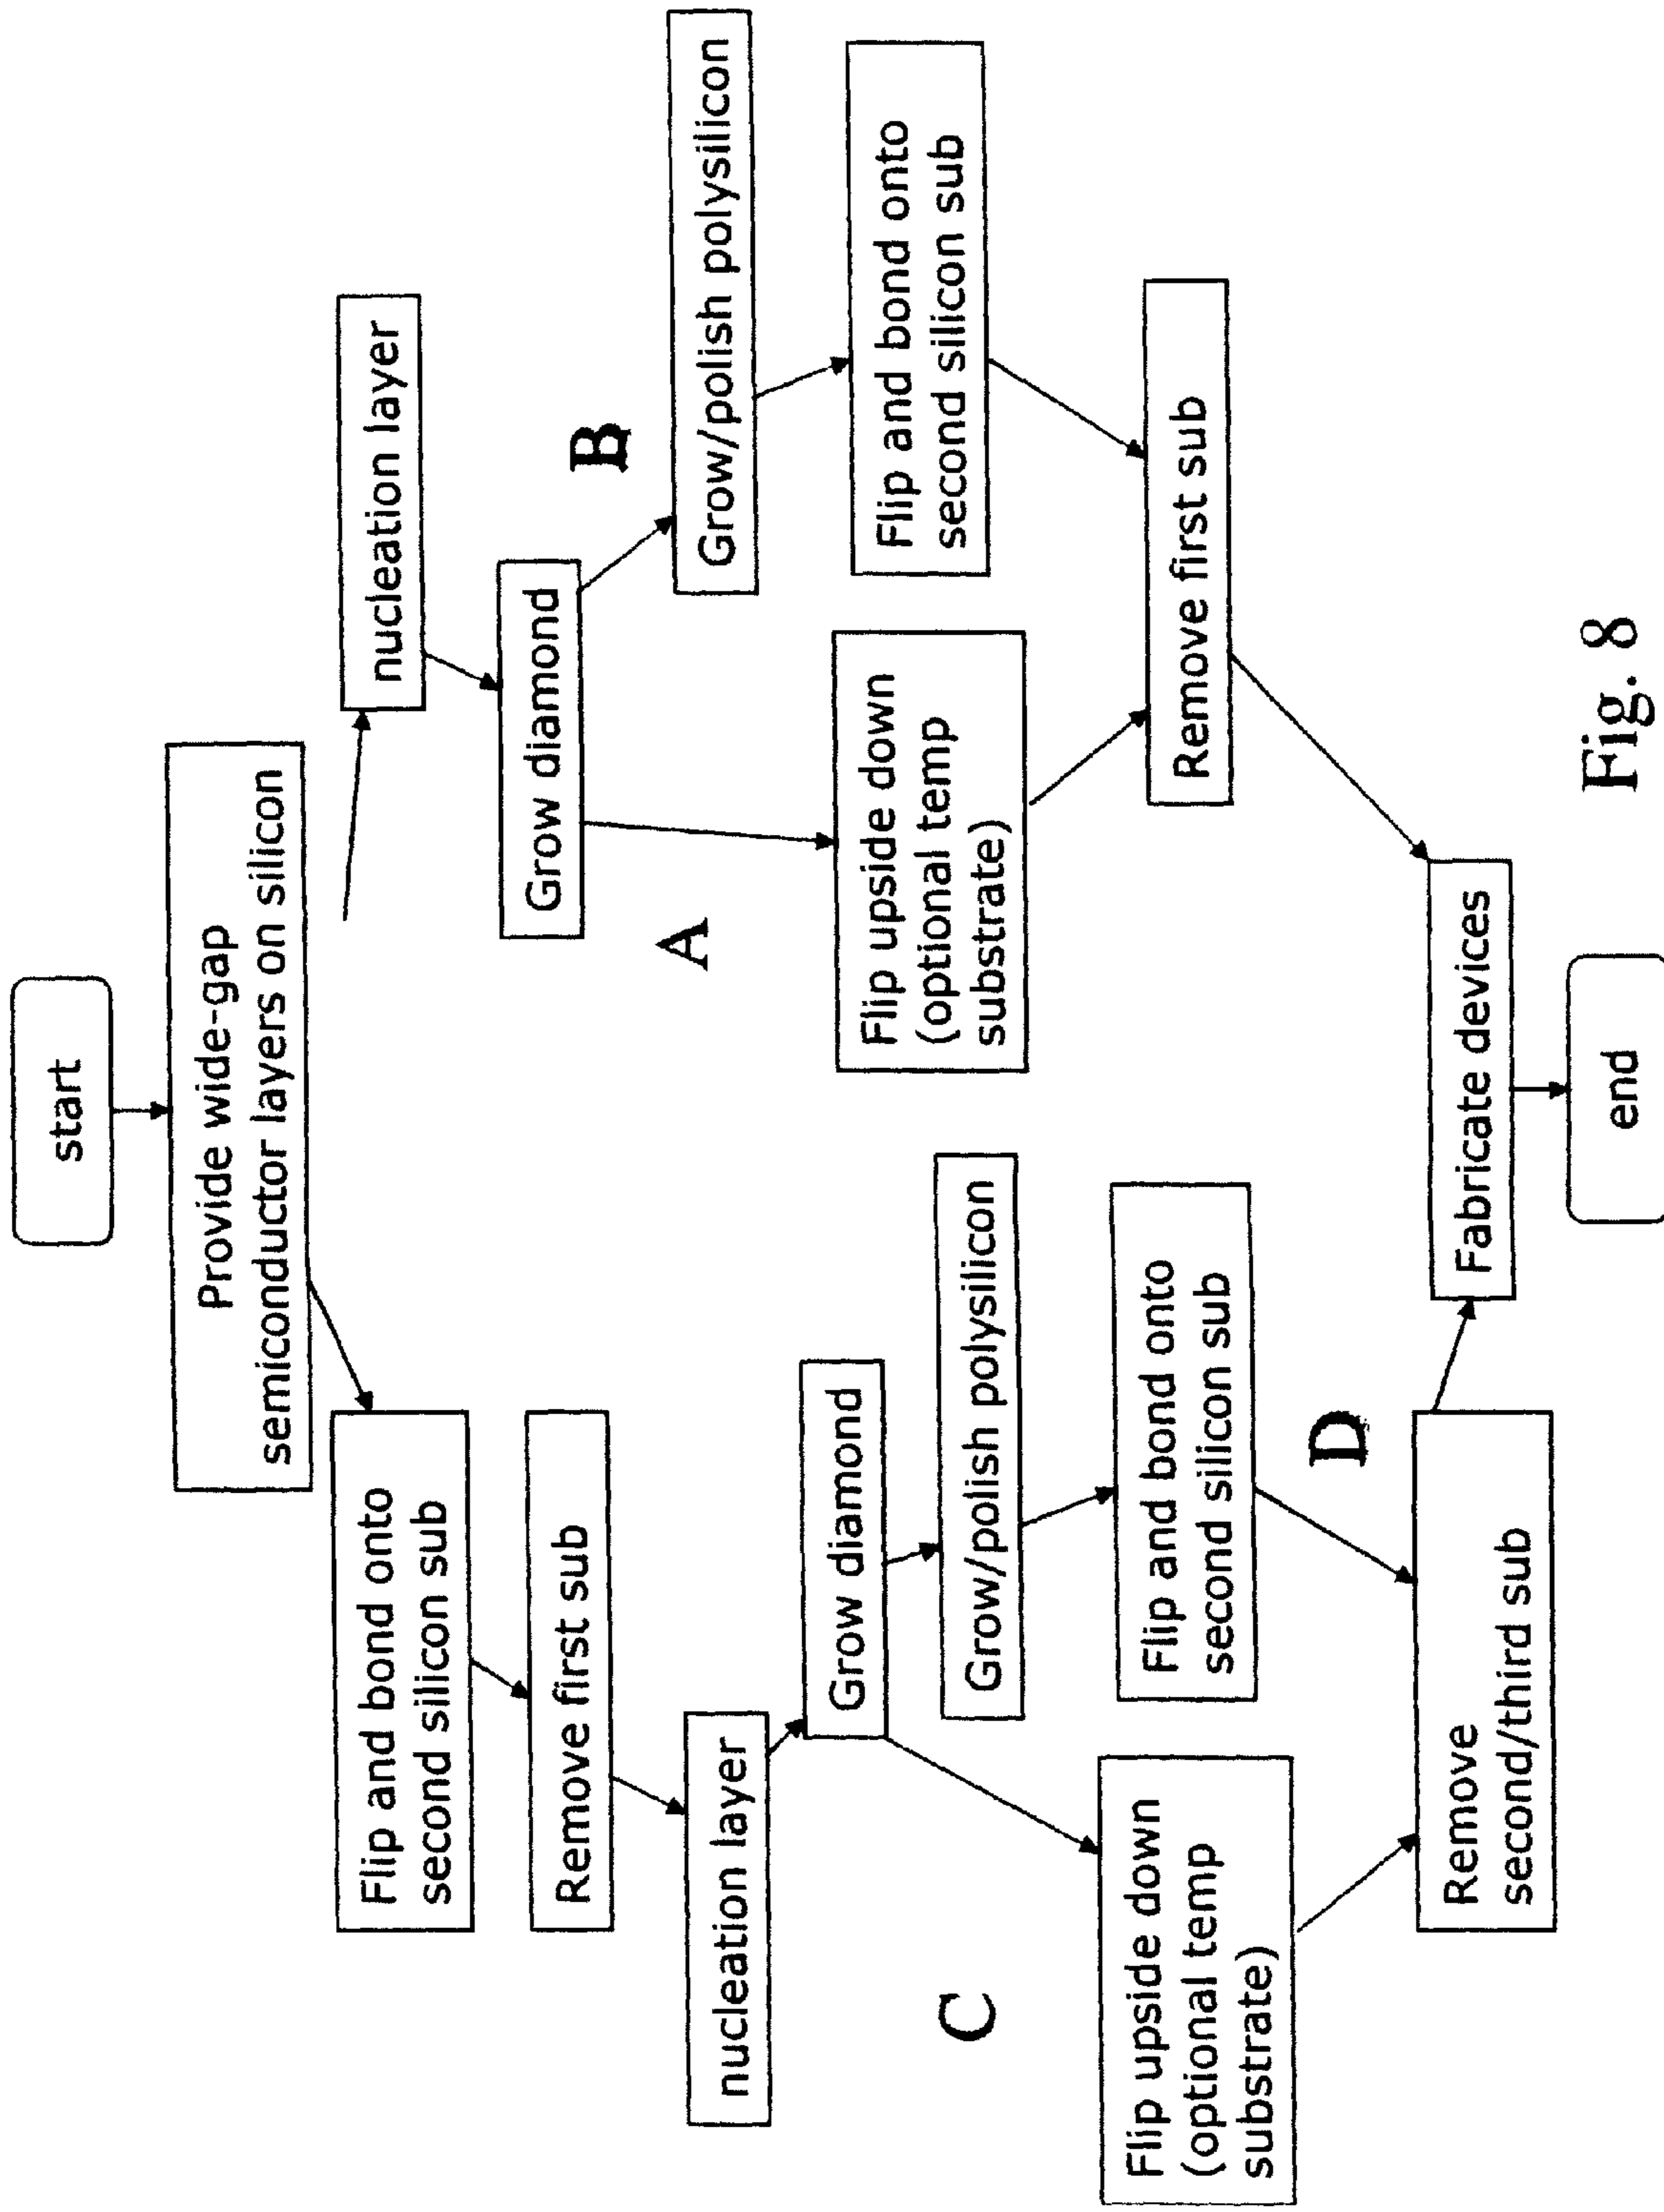 start
Provide wide-gap
semiconductor layers on silicon
Flip and bond onto
second silicon sub
Remove first sub
nucleation layer
Grow diamond
C
Grow/polish polysilicon
Flip upside down
(optional temp
substrate)
Flip and bond onto
second silicon sub
D
Remove
second/third sub
nucleation layer
Grow diamond
A
B
Grow/polish polysilicon
Flip upside down
(optional temp
substrate)
Flip and bond onto
second silicon sub
Remove first sub
Fabricate devices
end
Fig. 8